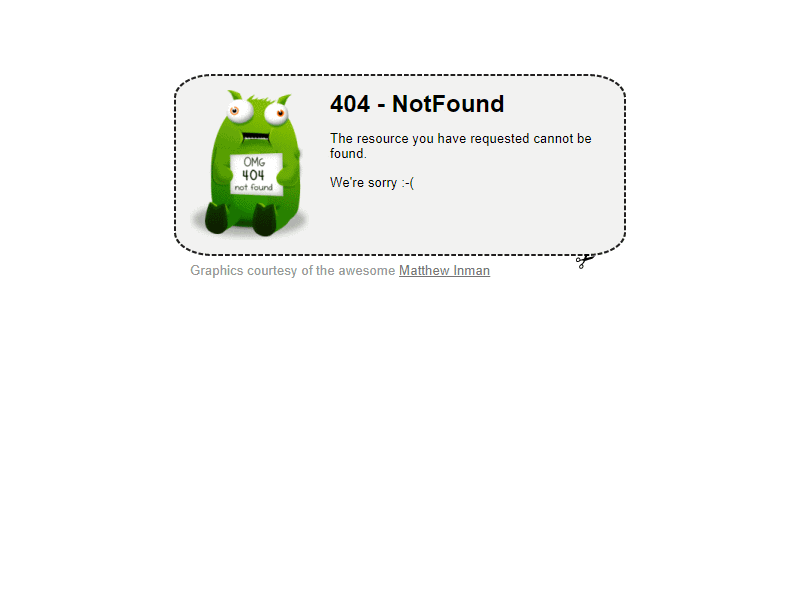 404 - NotFound
OMG
404
not found
The resource you have requested cannot be
found.
We're sorry :-(
Graphics courtesy of the awesome Matthew Inman